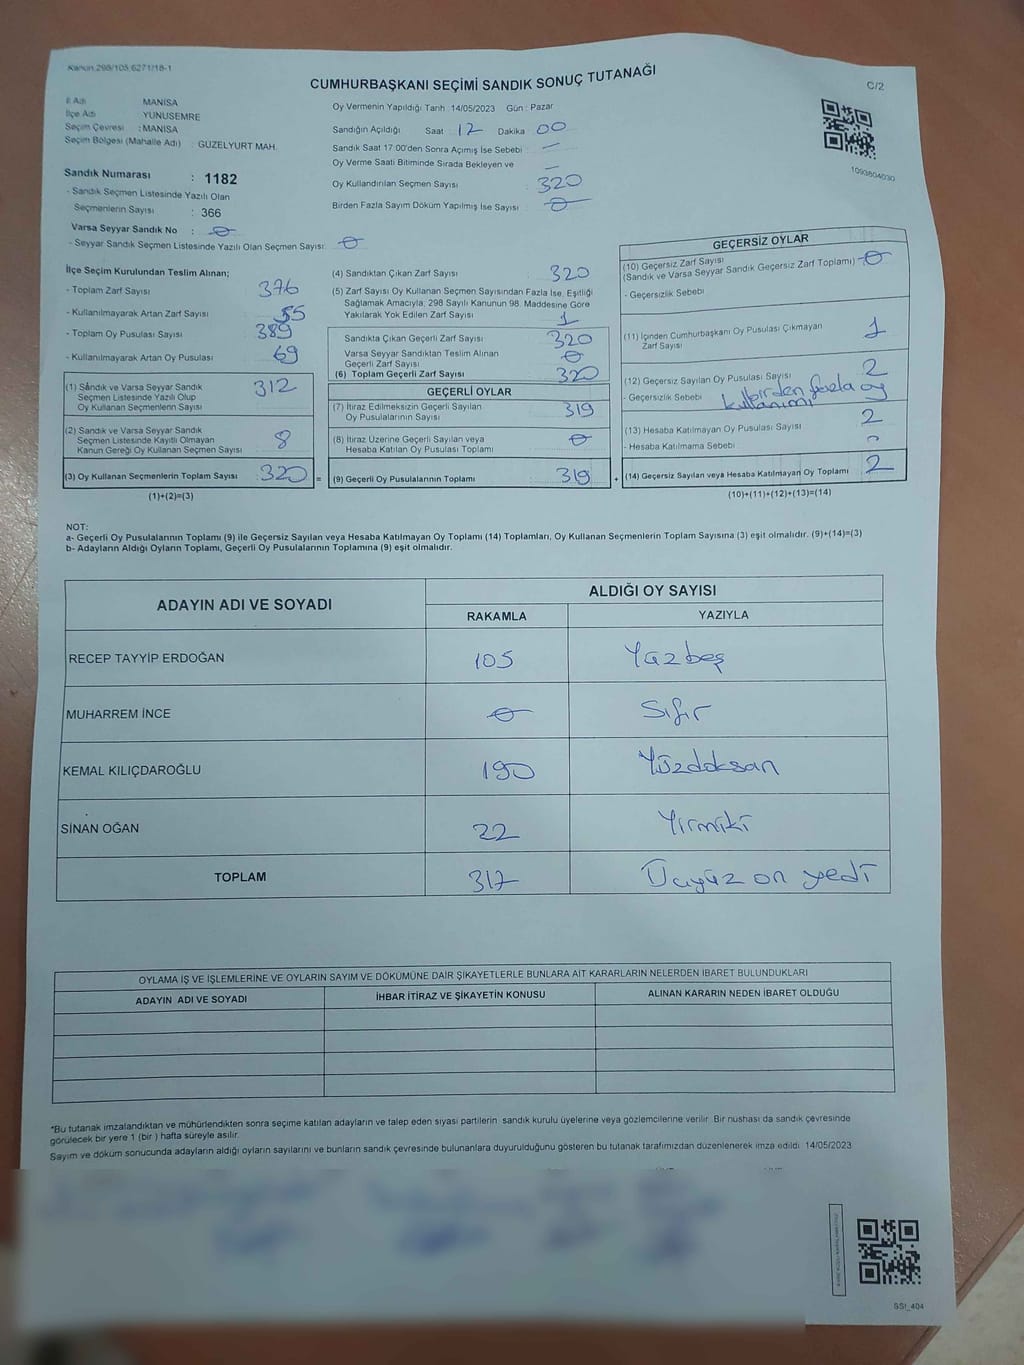 Kanun 298/105 6271/18-1
CUMHURBAŞKANI SEÇİMİ SANDIK SONUÇ TUTANAĞI
C/2
İl Adı MANİSA
İlçe Adı YUNUSEMRE
Seçim Çevresi : MANİSA
Seçim Bölgesi (Mahalle Adı) : GÜZELYURT MAH.
Sandık Numarası : 1182
- Sandık Seçmen Listesinde Yazılı Olan
Seçmenlerin Sayısı : 366
Varsa Seyyar Sandık No : 0
- Seyyar Sandık Seçmen Listesinde Yazılı Olan Seçmen Sayısı: 0
Oy Vermenin Yapıldığı Tarih 14/05/2023 Gün : Pazar
Sandığın Açıldığı Saat 17 Dakika 00
Sandık Saat 17:00'den Sonra Açımış İse Sebebi : —
Oy Verme Saati Bitiminde Sırada Bekleyen ve —
Oy Kullandırılan Seçmen Sayısı : 320
Birden Fazla Sayım Döküm Yapılmış İse Sayısı : 0
1093804030
İlçe Seçim Kurulundan Teslim Alınan;
- Toplam Zarf Sayısı 376
- Kullanılmayarak Artan Zarf Sayısı 55
- Toplam Oy Pusulası Sayısı 389
- Kullanılmayarak Artan Oy Pusulası 69
(1) Sandık ve Varsa Seyyar Sandık
Seçmen Listesinde Yazılı Olup
Oy Kullanan Seçmenlerin Sayısı 312
(2) Sandık ve Varsa Seyyar Sandık
Seçmen Listesinde Kayıtlı Olmayan
Kanun Gereği Oy Kullanan Seçmen Sayısı 8
(3) Oy Kullanan Seçmenlerin Toplam Sayısı 320
(1)+(2)=(3)
(4) Sandıktan Çıkan Zarf Sayısı 320
(5) Zarf Sayısı Oy Kullanan Seçmen Sayısından Fazla İse, Eşitliği
Sağlamak Amacıyla, 298 Sayılı Kanunun 98. Maddesine Göre
Yakılarak Yok Edilen Zarf Sayısı 1
Sandıkta Çıkan Geçerli Zarf Sayısı 320
Varsa Seyyar Sandıktan Teslim Alınan
Geçerli Zarf Sayısı 0
(6) Toplam Geçerli Zarf Sayısı 320
GEÇERLİ OYLAR
(7) İtiraz Edilmeksizin Geçerli Sayılan
Oy Pusulalarının Sayısı 319
(8) İtiraz Üzerine Geçerli Sayılan veya
Hesaba Katılan Oy Pusulası Toplamı 0
= (9) Geçerli Oy Pusulalarının Toplamı 319
GEÇERSİZ OYLAR
(10) Geçersiz Zarf Sayısı
(Sandık ve Varsa Seyyar Sandık Geçersiz Zarf Toplamı) 0
- Geçersizlik Sebebi
(11) İçinden Cumhurbaşkanı Oy Pusulası Çıkmayan
Zarf Sayısı 1
(12) Geçersiz Sayılan Oy Pusulası Sayısı 2
- Geçersizlik Sebebi birden fazla oy
kullanımı
(13) Hesaba Katılmayan Oy Pusulası Sayısı 2
- Hesaba Katılmama Sebebi
+ (14) Geçersiz Sayılan veya Hesaba Katılmayan Oy Toplamı 2
(10)+(11)+(12)+(13)=(14)
NOT:
a- Geçerli Oy Pusulalarının Toplamı (9) ile Geçersiz Sayılan veya Hesaba Katılmayan Oy Toplamı (14) Toplamları, Oy Kullanan Seçmenlerin Toplam Sayısına (3) eşit olmalıdır. (9)+(14)=(3)
b- Adayların Aldığı Oyların Toplamı, Geçerli Oy Pusulalarının Toplamına (9) eşit olmalıdır.
ADAYIN ADI VE SOYADI
ALDIĞI OY SAYISI
RAKAMLA YAZIYLA
RECEP TAYYİP ERDOĞAN 105 Yüzbeş
MUHARREM İNCE 0 Sıfır
KEMAL KILIÇDAROĞLU 190 Yüzdoksan
SİNAN OĞAN 22 Yirmiki
TOPLAM 317 Üçyüz on yedi
OYLAMA İŞ VE İŞLEMLERİNE VE OYLARIN SAYIM VE DÖKÜMÜNE DAİR ŞİKAYETLERLE BUNLARA AİT KARARLARIN NELERDEN İBARET BULUNDUKLARI
ADAYIN ADI VE SOYADI İHBAR İTİRAZ VE ŞİKAYETİN KONUSU ALINAN KARARIN NEDEN İBARET OLDUĞU
*Bu tutanak imzalandıktan ve mühürlendikten sonra seçime katılan adayların ve talep eden siyasi partilerin sandık kurulu üyelerine veya gözlemcilerine verilir. Bir nüshası da sandık çevresinde
görülecek bir yere 1 (bir ) hafta süreyle asılır.
Sayım ve döküm sonucunda adayların aldığı oyların sayılarını ve bunların sandık çevresinde bulunanlara duyurulduğunu gösteren bu tutanak tarafımızdan düzenlenerek imza edildi. 14/05/2023
SSI_404